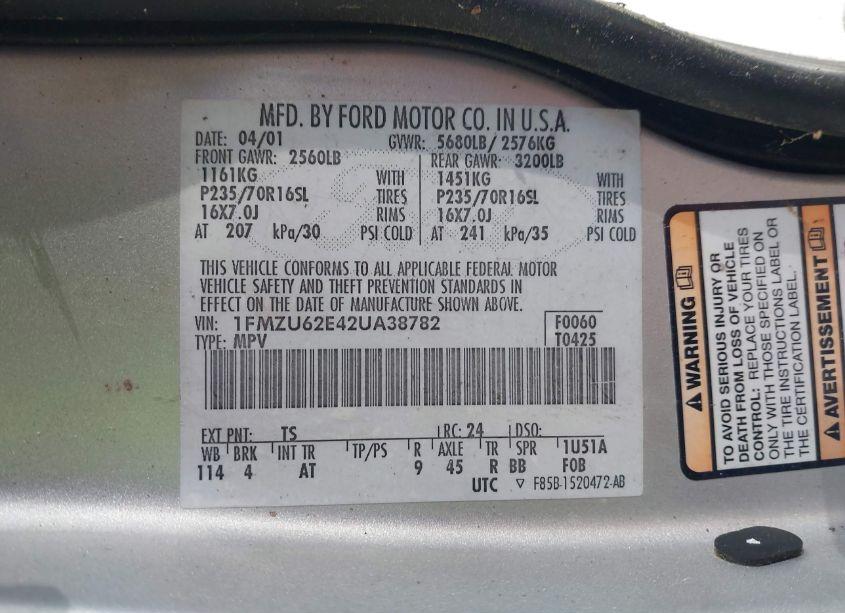 MFD. BY FORD MOTOR CO. IN U.S.A.
DATE: 04/01 GVWR: 5680LB/ 2576KG
FRONT GAWR: 2560LB REAR GAWR: 3200LB
1161KG WITH 1451KG WITH
P235/70R16SL TIRES P235/70R16SL TIRES
16X7.0J RIMS 16X7.0J RIMS
AT 207 kPa/30 PSI COLD AT 241 kPa/35 PSI COLD
THIS VEHICLE CONFORMS TO ALL APPLICABLE FEDERAL MOTOR
VEHICLE SAFETY AND THEFT PREVENTION STANDARDS IN
EFFECT ON THE DATE OF MANUFACTURE SHOWN ABOVE.
VIN: 1FMZU62E42UA38782 F0060
TYPE: MPV T0425
EXT PNT: TS RC: 24 DSO:
WB BRK INT TR TP/PS R AXLE TR SPR 1U51A
114 4 AT 9 45 R BB FOB
UTC ▽ F85B-1520472-AB
WARNING
TO AVOID SERIOUS INJURY OR
DEATH FROM LOSS OF VEHICLE
CONTROL: REPLACE YOUR TIRES
ONLY WITH THOSE SPECIFIED ON
THE TIRE INSTRUCTIONS LABEL OR
THE CERTIFICATION LABEL.
AVERTISSEMENT